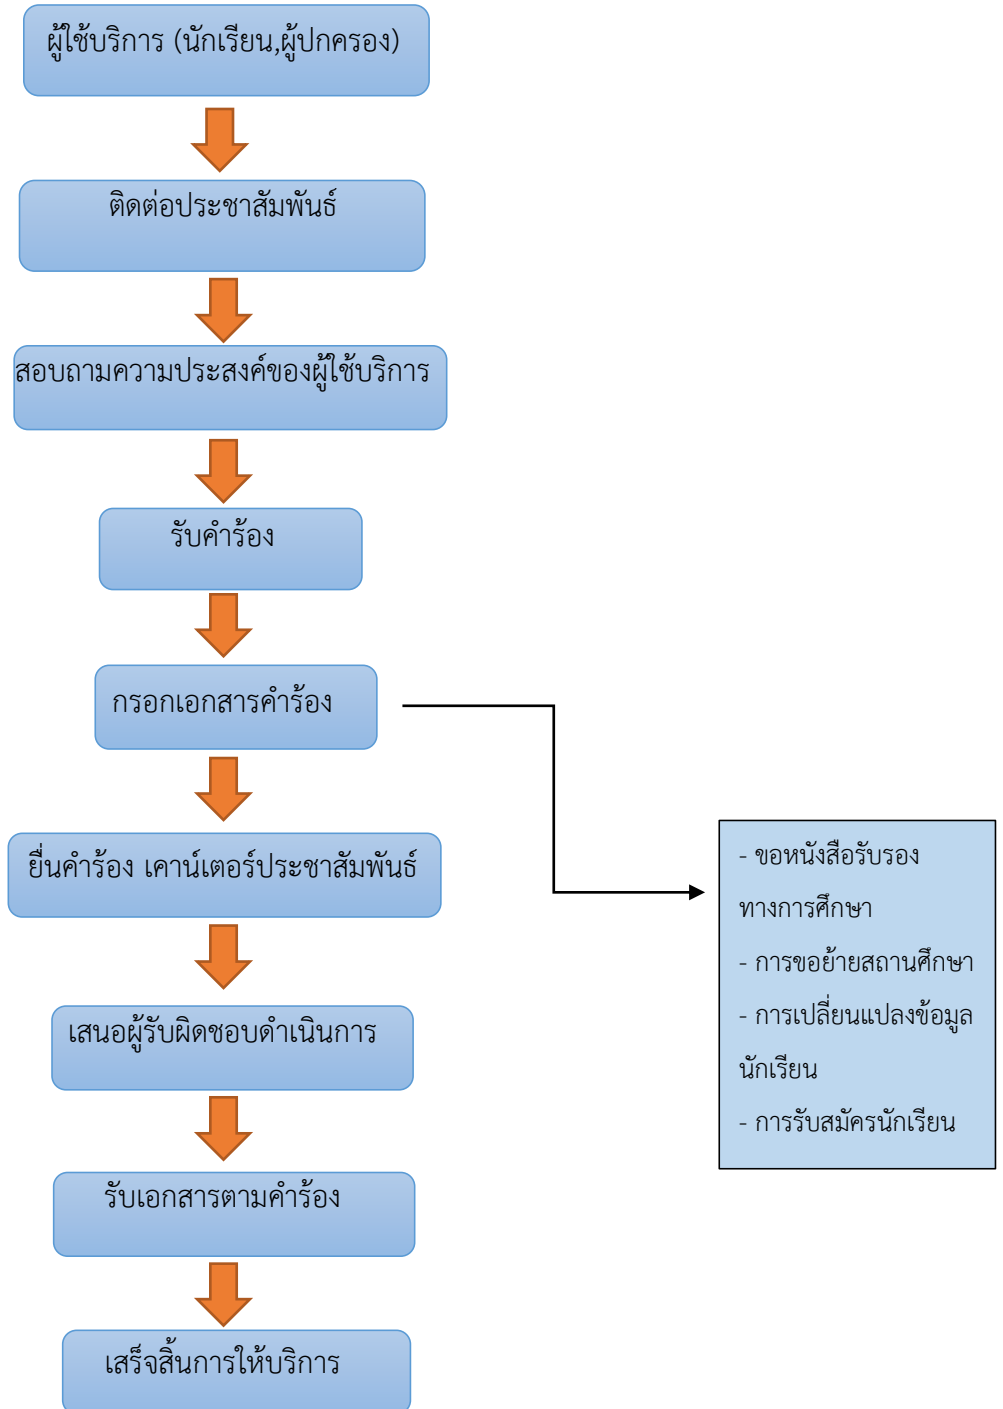 ผู้ใช้บริการ (นักเรียน,ผู้ปกครอง)
ติดต่อประชาสัมพันธ์
สอบถามความประสงค์ของผู้ใช้บริการ
รับคำร้อง
กรอกเอกสารคำร้อง
ยื่นคำร้อง เคาน์เตอร์ประชาสัมพันธ์
- ขอหนังสือรับรอง
ทางการศึกษา
- การขอย้ายสถานศึกษา
- การเปลี่ยนแปลงข้อมูล
นักเรียน
- การรับสมัครนักเรียน
เสนอผู้รับผิดชอบดำเนินการ
รับเอกสารตามคำร้อง
เสร็จสิ้นการให้บริการ